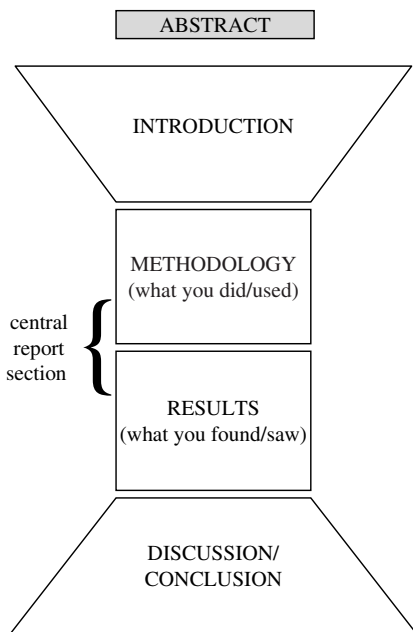 ABSTRACT
INTRODUCTION
METHODOLOGY
(what you did/used)
central
report
section
RESULTS
(what you found/saw)
DISCUSSION/
CONCLUSION